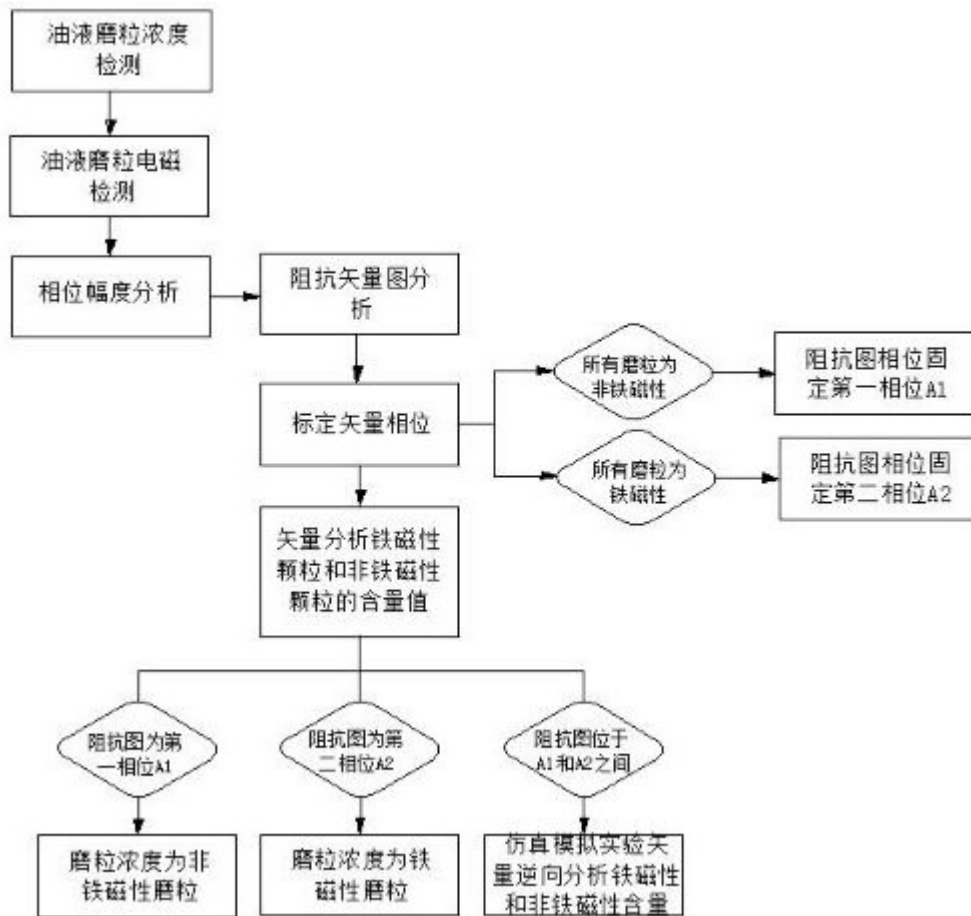 油液磨粒浓度
检测
油液磨粒电磁
检测
相位幅度分析
阻抗矢量图分
析
标定矢量相位
所有磨粒为
非铁磁性
阻抗图相位固
定第一相位A1
所有磨粒为
铁磁性
阻抗图相位固
定第二相位A2
矢量分析铁磁性
颗粒和非铁磁性
颗粒的含量值
阻抗图为第
一相位A1
阻抗图为第
二相位A2
阻抗图位于
A1和A2之间
磨粒浓度为非
铁磁性磨粒
磨粒浓度为铁
磁性磨粒
仿真模拟实验矢
量逆向分析铁磁性
和非铁磁性含量